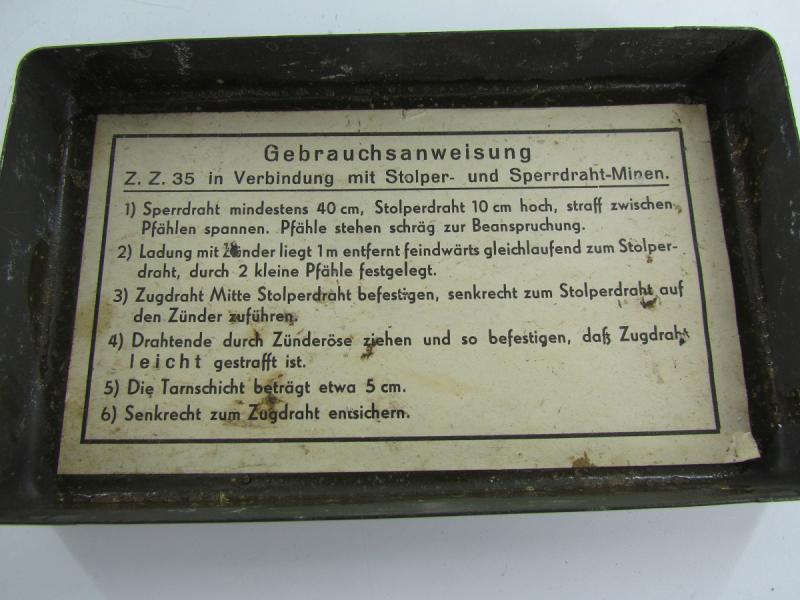 Gebrauchsanweisung
Z. Z. 35 in Verbindung mit Stolper- und Sperrdraht-Minen.
1) Sperrdraht mindestens 40 cm, Stolperdraht 10 cm hoch, straff zwischen
Pfählen spannen. Pfähle stehen schräg zur Beanspruchung.
2) Ladung mit Zünder liegt 1 m entfernt feindwärts gleichlaufend zum Stolper-
draht, durch 2 kleine Pfähle festgelegt.
3) Zugdraht Mitte Stolperdraht befestigen, senkrecht zum Stolperdraht auf
den Zünder zuführen.
4) Drahtende durch Zünderöse ziehen und so befestigen, daß Zugdraht
leicht gestrafft ist.
5) Die Tarnschicht beträgt etwa 5 cm.
6) Senkrecht zum Zugdraht entsichern.